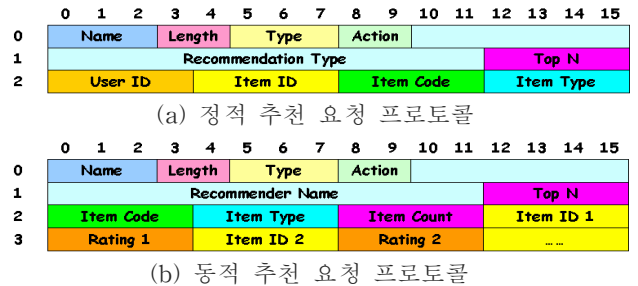 0 1 2 3 4 5 6 7 8 9 10 11 12 13 14 15
0 Name Length Type Action
1 Recommendation Type Top N
2 User ID Item ID Item Code Item Type
(a) 정적 추천 요청 프로토콜
0 1 2 3 4 5 6 7 8 9 10 11 12 13 14 15
0 Name Length Type Action
1 Recommender Name Top N
2 Item Code Item Type Item Count Item ID 1
3 Rating 1 Item ID 2 Rating 2 ……
(b) 동적 추천 요청 프로토콜